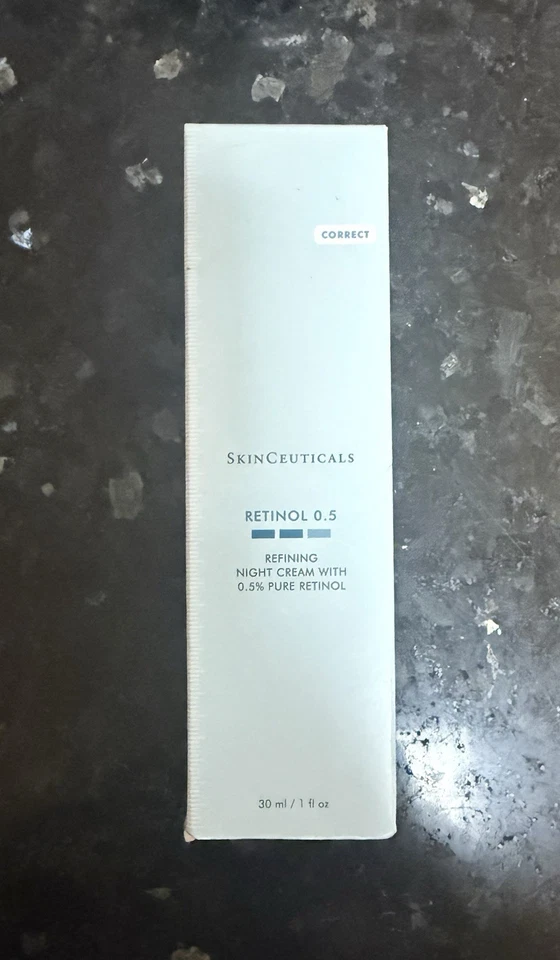 CORRECT
SKINCEUTICALS
RETINOL 0.5
REFINING
NIGHT CREAM WITH
0.5% PURE RETINOL
30 ml / 1 fl oz